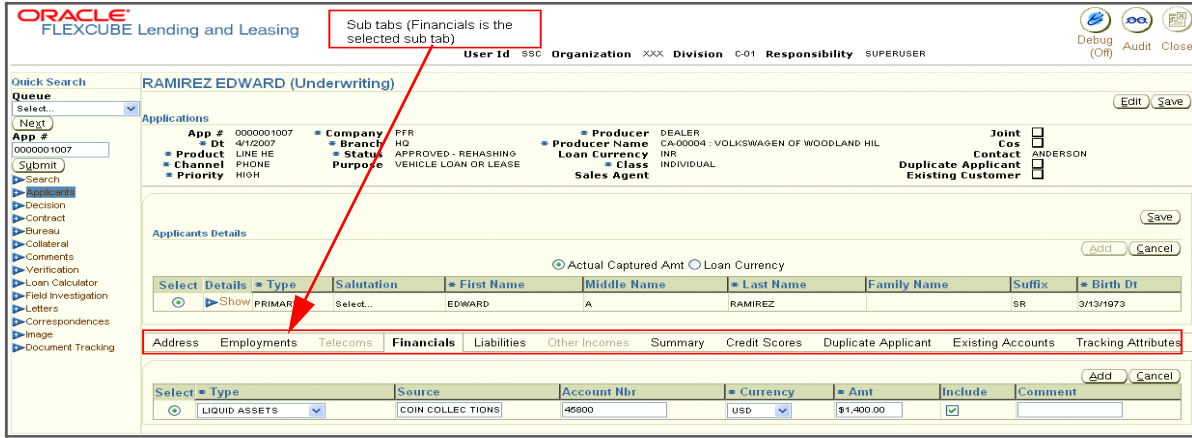 ORACLE
FLEXCUBE Lending and Leasing
Sub tabs (Financials is the
selected sub tab)
Debug
(Off)
Audit
Close
User Id SSC Organization XXX Division C-01 Responsibility SUPERUSER
Quick Search
Queue
Select...
Next
App #
0000001007
Submit
Search
Applicants
Decision
Contract
Bureau
Collateral
Comments
Verification
Loan Calculator
Field Investigation
Letters
Correspondences
Image
Document Tracking
RAMIREZ EDWARD (Underwriting)
Edit Save
Applications
App # 0000001007 * Company PFR * Producer DEALER Joint
* Dt 4/1/2007 * Branch HQ * Producer Name CA-00004 : VOLKSWAGEN OF WOODLAND HIL Cos
* Product LINE HE * Status APPROVED - REHASHING Loan Currency INR Contact ANDERSON
* Channel PHONE Purpose VEHICLE LOAN OR LEASE * Class INDIVIDUAL Duplicate Applicant
* Priority HIGH Sales Agent Existing Customer
Save
Applicants Details
Add Cancel
Actual Captured Amt Loan Currency
Select Details * Type Salutation * First Name Middle Name * Last Name Family Name Suffix * Birth Dt
Show PRIMAR Select... EDWARD A RAMIREZ SR 3/13/1973
Address Employments Telecoms Financials Liabilities Other Incomes Summary Credit Scores Duplicate Applicant Existing Accounts Tracking Attributes
Add Cancel
Select * Type Source Account Nbr * Currency * Amt Include Comment
LIQUID ASSETS COIN COLLEC TIONS 45800 USD $1,400.00